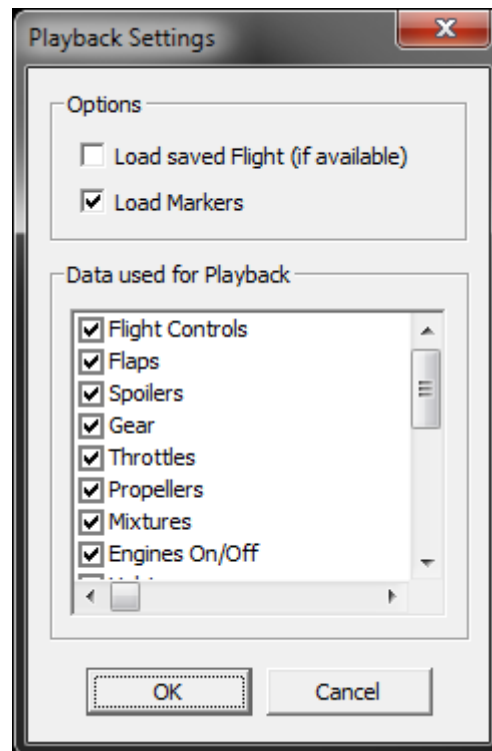 Playback Settings
Options
Load saved Flight (if available)
Load Markers
Data used for Playback
Flight Controls
Flaps
Spoilers
Gear
Throttles
Propellers
Mixtures
Engines On/Off
OK
Cancel